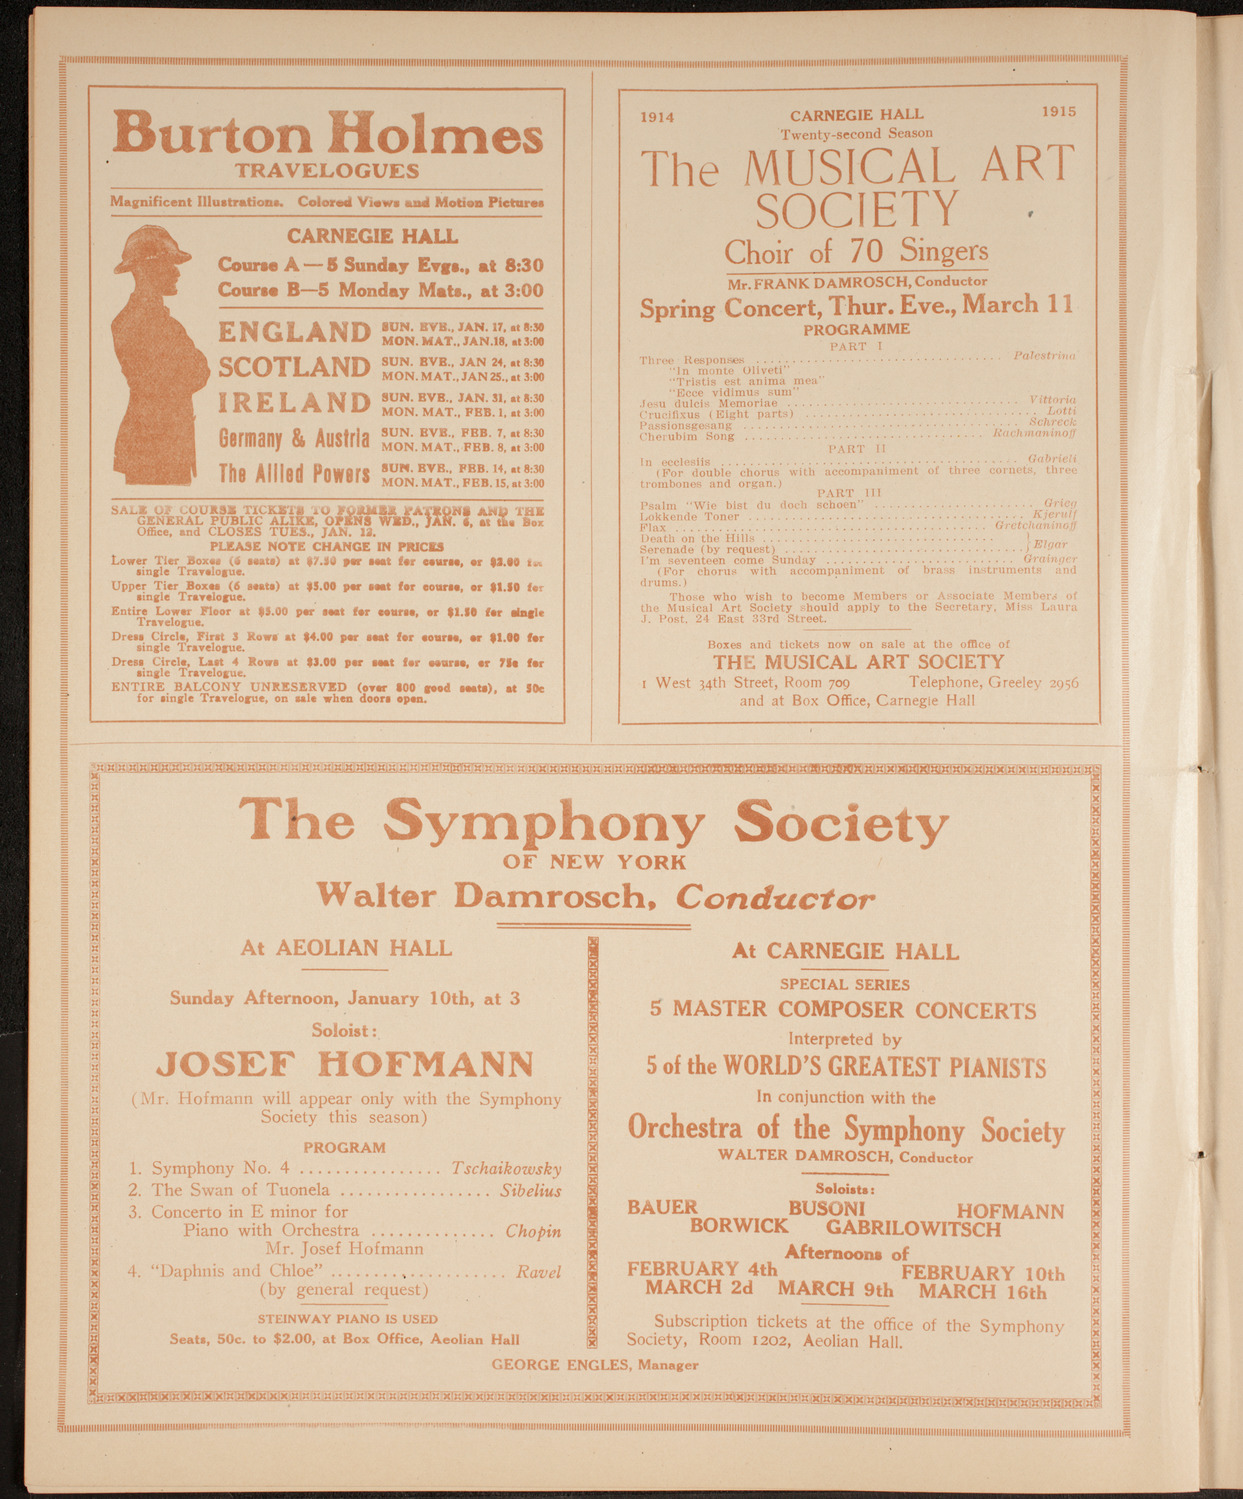 Burton Holmes
TRAVELOGUES
Magnificent Illustrations. Colored Views and Motion Pictures
CARNEGIE HALL
Course A—5 Sunday Evgs., at 8:30
Course B—5 Monday Mats., at 3:00
ENGLAND SUN. EVE., JAN. 17, at 8:30
MON. MAT., JAN. 18, at 3:00
SCOTLAND SUN. EVE., JAN 24, at 8:30
MON. MAT., JAN 25., at 3:00
IRELAND SUN. EVE., JAN. 31, at 8:30
MON. MAT., FEB. 1, at 3:00
Germany & Austria SUN. EVE., FEB. 7, at 8:30
MON. MAT., FEB. 8, at 3:00
The Allied Powers SUN. EVE., FEB. 14, at 8:30
MON. MAT., FEB. 15, at 3:00
SALE OF COURSE TICKETS TO FORMER PATRONS AND THE
GENERAL PUBLIC ALIKE, OPENS WED., JAN. 6, at the Box
Office, and CLOSES TUES., JAN. 12.
PLEASE NOTE CHANGE IN PRICES
Lower Tier Boxes (6 seats) at $7.50 per seat for course, or $2.00 for
single Travelogue.
Upper Tier Boxes (6 seats) at $5.00 per seat for course, or $1.50 for
single Travelogue.
Entire Lower Floor at $5.00 per seat for course, or $1.50 for single
Travelogue.
Dress Circle, First 3 Rows at $4.00 per seat for course, or $1.00 for
single Travelogue.
Dress Circle, Last 4 Rows at $3.00 per seat for course, or 75c for
single Travelogue.
ENTIRE BALCONY UNRESERVED (over 800 good seats), at 50c
for single Travelogue, on sale when doors open.
1914 CARNEGIE HALL 1915
Twenty-second Season
The MUSICAL ART
SOCIETY
Choir of 70 Singers
Mr. FRANK DAMROSCH, Conductor
Spring Concert, Thur. Eve., March 11
PROGRAMME
PART I
Three Responses ........ Palestrina
"In monte Oliveti"
"Tristis est anima mea"
"Ecce vidimus sum"
Jesu dulcis Memoriae ........ Vittoria
Crucifixus (Eight parts) ........ Lotti
Passionsgesang ........ Schreck
Cherubim Song ........ Rachmaninoff
PART II
In ecclesiis ........ Gabrieli
(For double chorus with accompaniment of three cornets, three
trombones and organ.)
PART III
Psalm "Wie bist du doch schoen" ........ Grieg
Lokkende Toner ........ Kjerulf
Flax ........ Gretchaninoff
Death on the Hills ........
Serenade (by request) ........ } Elgar
I'm seventeen come Sunday ........ Grainger
(For chorus with accompaniment of brass instruments and
drums.)
Those who wish to become Members or Associate Members of
the Musical Art Society should apply to the Secretary, Miss Laura
J. Post, 24 East 33rd Street.
Boxes and tickets now on sale at the office of
THE MUSICAL ART SOCIETY
1 West 34th Street, Room 709 Telephone, Greeley 2956
and at Box Office, Carnegie Hall
The Symphony Society
OF NEW YORK
Walter Damrosch, Conductor
At AEOLIAN HALL
Sunday Afternoon, January 10th, at 3
Soloist:
JOSEF HOFMANN
(Mr. Hofmann will appear only with the Symphony
Society this season)
PROGRAM
1. Symphony No. 4 ........ Tschaikowsky
2. The Swan of Tuonela ........ Sibelius
3. Concerto in E minor for
Piano with Orchestra ........ Chopin
Mr. Josef Hofmann
4. "Daphnis and Chloe" ........ Ravel
(by general request)
STEINWAY PIANO IS USED
Seats, 50c. to $2.00, at Box Office, Aeolian Hall
At CARNEGIE HALL
SPECIAL SERIES
5 MASTER COMPOSER CONCERTS
Interpreted by
5 of the WORLD'S GREATEST PIANISTS
In conjunction with the
Orchestra of the Symphony Society
WALTER DAMROSCH, Conductor
Soloists:
BAUER BUSONI HOFMANN
BORWICK GABRILOWITSCH
Afternoons of
FEBRUARY 4th FEBRUARY 10th
MARCH 2d MARCH 9th MARCH 16th
Subscription tickets at the office of the Symphony
Society, Room 1202, Aeolian Hall.
GEORGE ENGLES, Manager